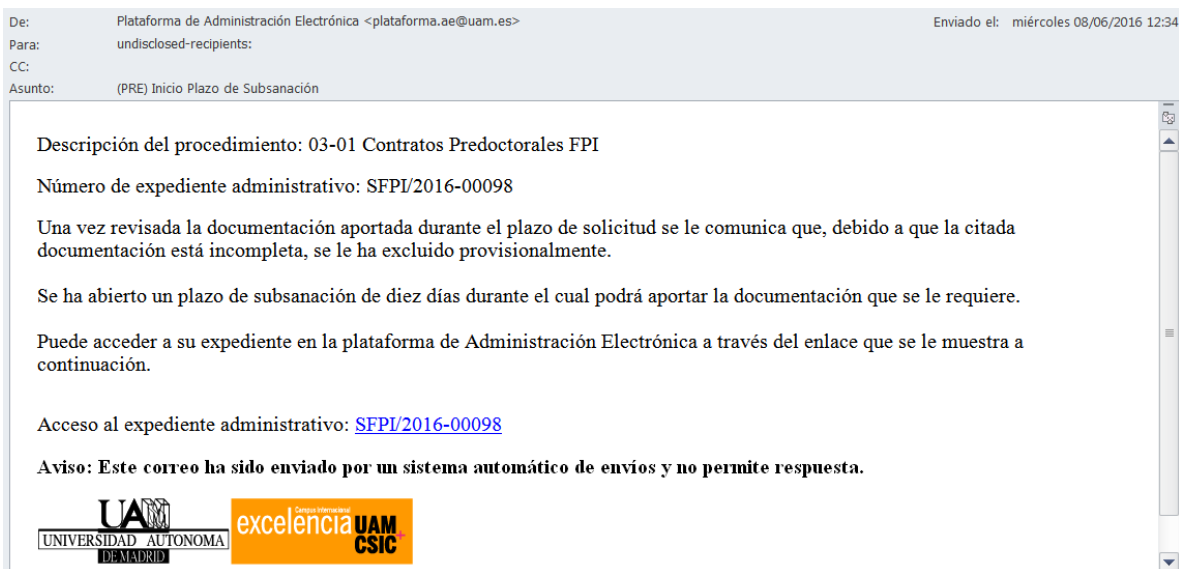 De: Plataforma de Administración Electrónica <plataforma.ae@uam.es> Enviado el: miércoles 08/06/2016 12:34
Para: undisclosed-recipients:
CC:
Asunto: (PRE) Inicio Plazo de Subsanación
Descripción del procedimiento: 03-01 Contratos Predoctorales FPI
Número de expediente administrativo: SFPI/2016-00098
Una vez revisada la documentación aportada durante el plazo de solicitud se le comunica que, debido a que la citada
documentación está incompleta, se le ha excluido provisionalmente.
Se ha abierto un plazo de subsanación de diez días durante el cual podrá aportar la documentación que se le requiere.
Puede acceder a su expediente en la plataforma de Administración Electrónica a través del enlace que se le muestra a
continuación.
Acceso al expediente administrativo: SFPI/2016-00098
Aviso: Este correo ha sido enviado por un sistema automático de envíos y no permite respuesta.
UAM
UNIVERSIDAD AUTONOMA
DE MADRID
Campus Internacional
excelencia UAM
CSIC+